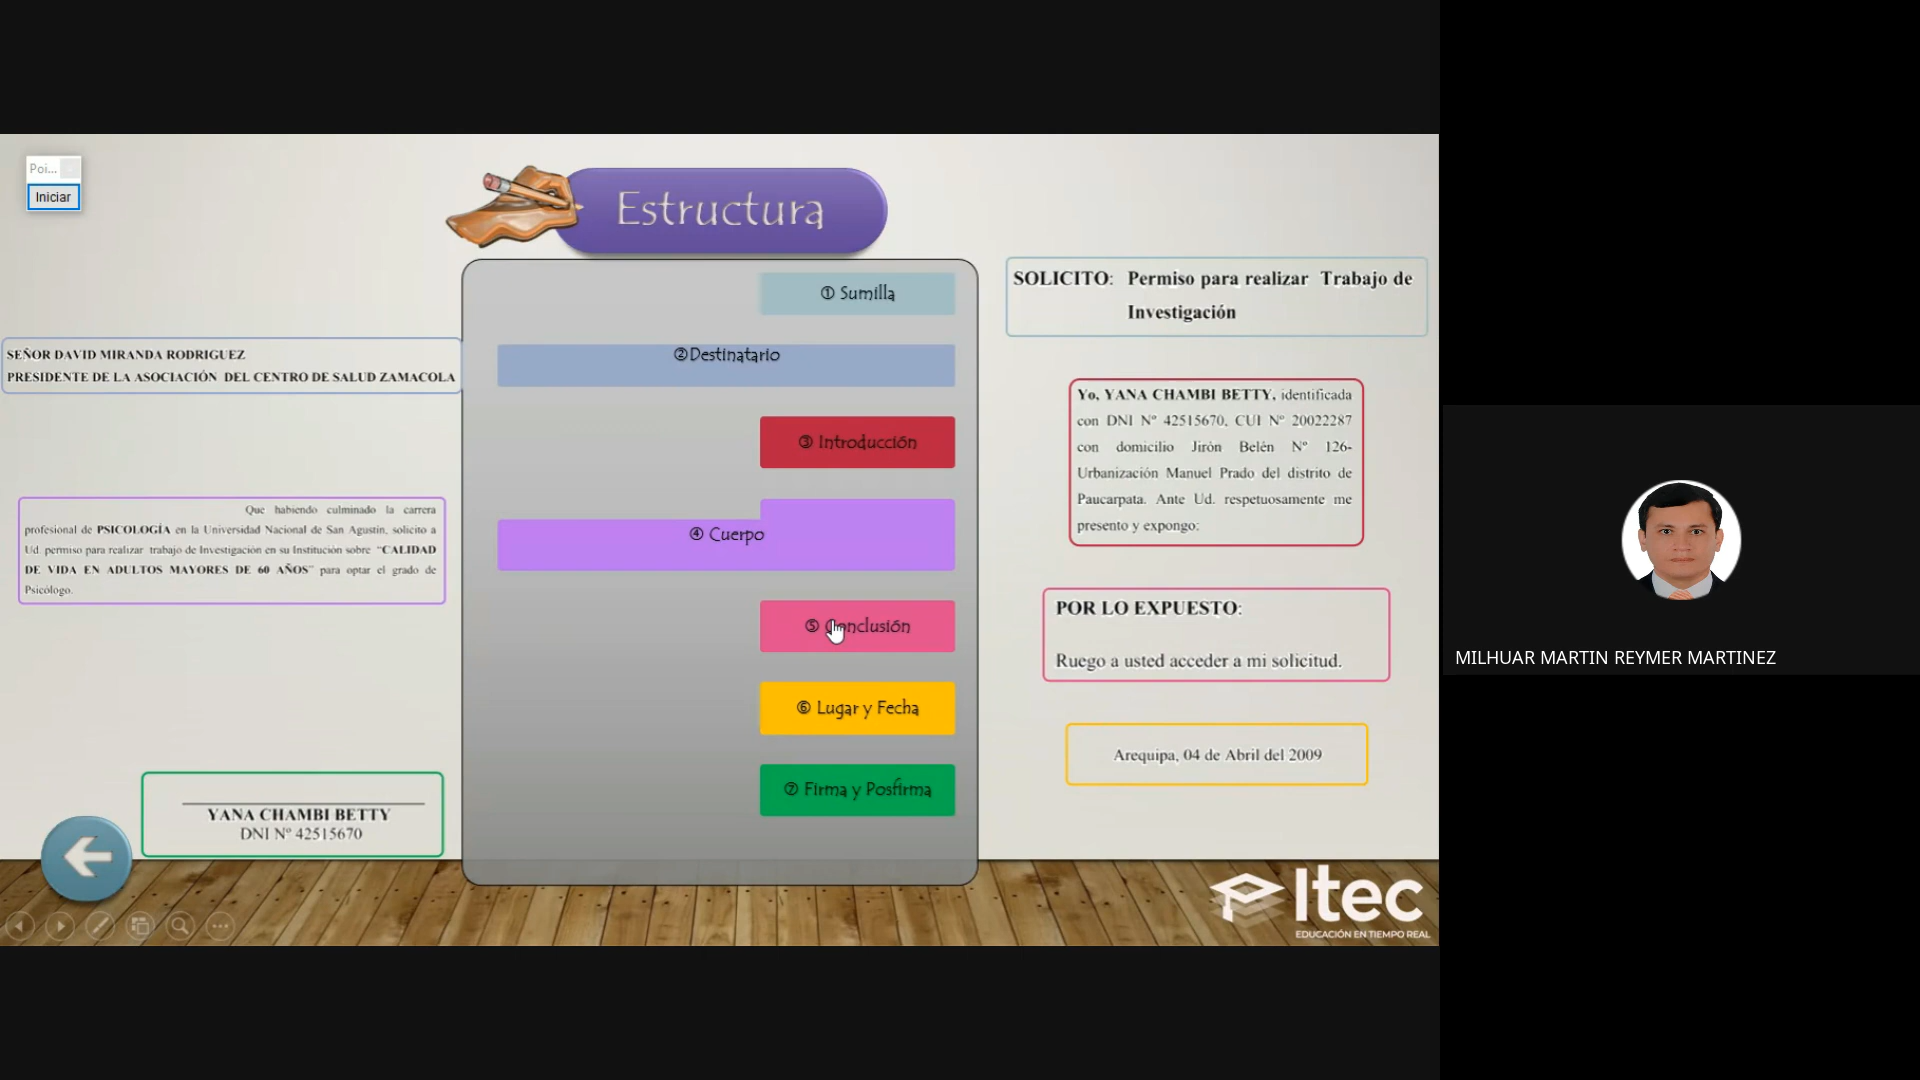 Poi...
Iniciar
Estructura
① Sumilla
②Destinatario
③ Introducción
④ Cuerpo
⑤ Conclusión
⑥ Lugar y Fecha
⑦ Firma y Posfirma
SEÑOR DAVID MIRANDA RODRIGUEZ
PRESIDENTE DE LA ASOCIACIÓN DEL CENTRO DE SALUD ZAMACOLA
Que habiendo culminado la carrera
profesional de PSICOLOGÍA en la Universidad Nacional de San Agustín, solicito a
Ud. permiso para realizar trabajo de Investigación en su Institución sobre “CALIDAD
DE VIDA EN ADULTOS MAYORES DE 60 AÑOS” para optar el grado de
Psicólogo.
YANA CHAMBI BETTY
DNI Nº 42515670
SOLICITO: Permiso para realizar Trabajo de
Investigación
Yo, YANA CHAMBI BETTY, identificada
con DNI Nº 42515670, CUI Nº 20022287
con domicilio Jirón Belén Nº 126-
Urbanización Manuel Prado del distrito de
Paucarpata. Ante Ud. respetuosamente me
presento y expongo:
POR LO EXPUESTO:
Ruego a usted acceder a mi solicitud.
Arequipa, 04 de Abril del 2009
Itec
EDUCACIÓN EN TIEMPO REAL
MILHUAR MARTIN REYMER MARTINEZ